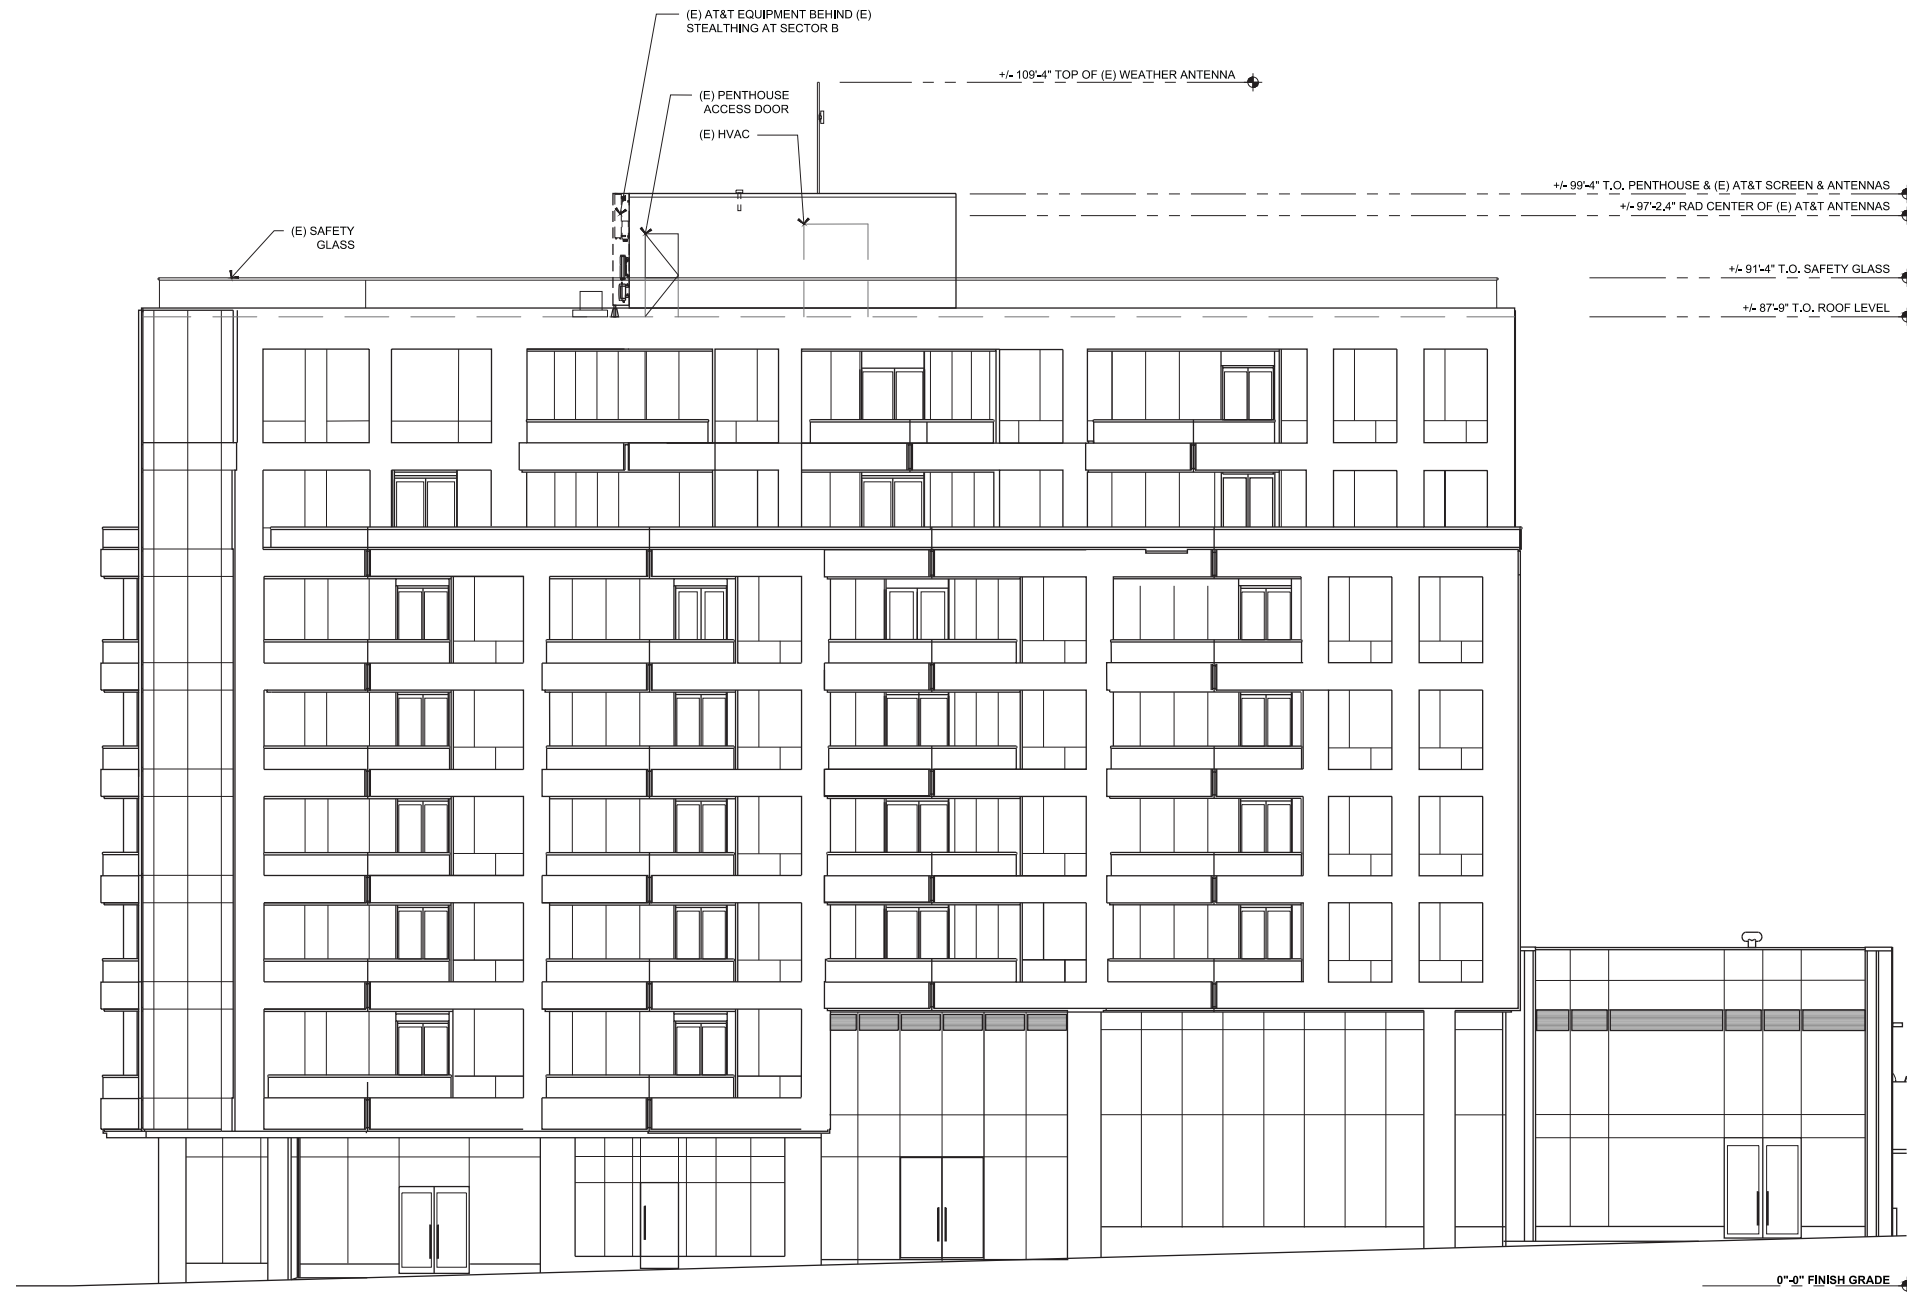 (E) AT&T EQUIPMENT BEHIND (E)
STEALTHING AT SECTOR B
+/- 109'-4" TOP OF (E) WEATHER ANTENNA
(E) PENTHOUSE
ACCESS DOOR
(E) HVAC
+/- 99'-4" T.O. PENTHOUSE & (E) AT&T SCREEN & ANTENNAS
+/- 97'-2.4" RAD CENTER OF (E) AT&T ANTENNAS
(E) SAFETY
GLASS
+/- 91'-4" T.O. SAFETY GLASS
+/- 87'-9" T.O. ROOF LEVEL
0"-0" FINISH GRADE